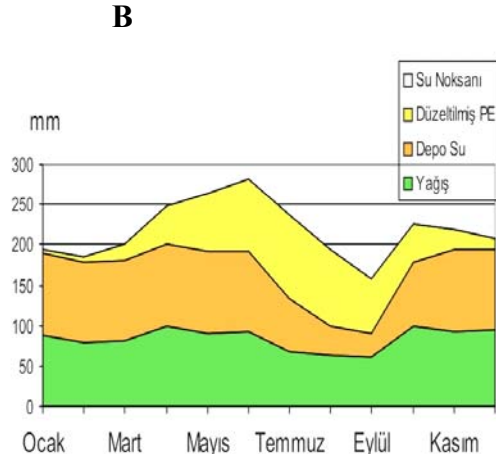 B
Su Noksanı
Düzeltilmiş PE
Depo Su
Yağış
mm
300
250
200
150
100
50
0
Ocak Mart Mayıs Temmuz Eylül Kasım